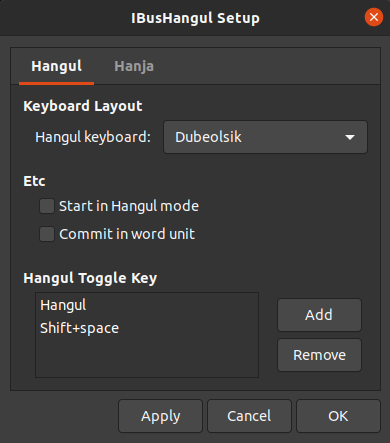 IBusHangul Setup
Hangul Hanja
Keyboard Layout
Hangul keyboard: Dubeolsik
Etc
Start in Hangul mode
Commit in word unit
Hangul Toggle Key
Hangul
Shift+space
Add
Remove
Apply Cancel OK